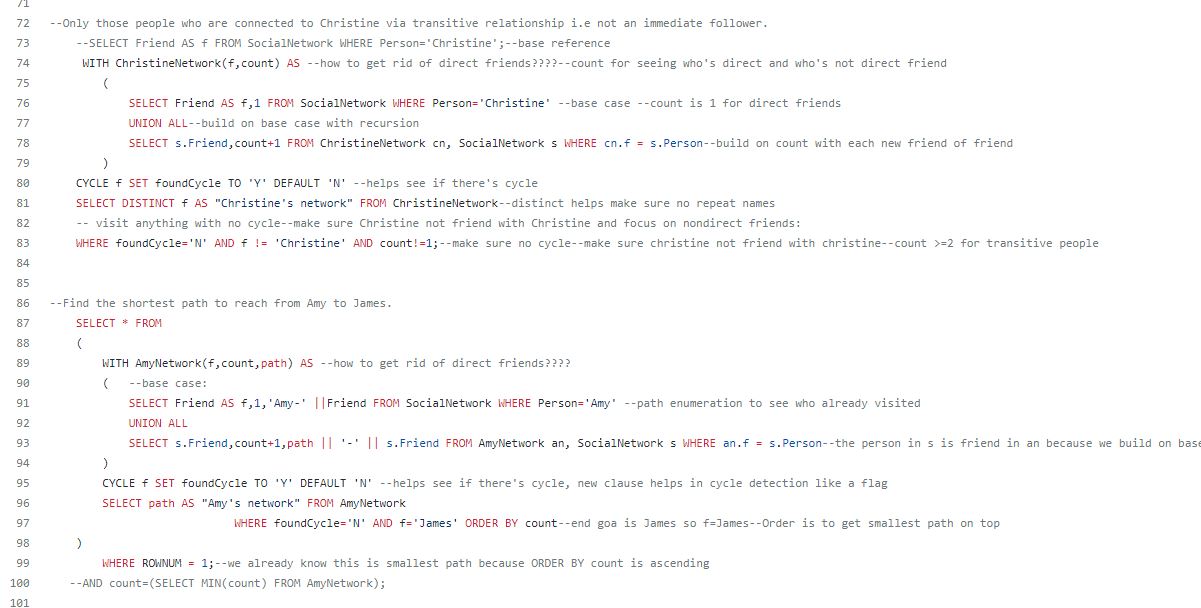 71
72 --Only those people who are connected to Christine via transitive relationship i.e not an immediate follower.
73 --SELECT Friend AS f FROM SocialNetwork WHERE Person='Christine';--base reference
74 WITH ChristineNetwork(f,count) AS --how to get rid of direct friends????--count for seeing who's direct and who's not direct friend
75 (
76 SELECT Friend AS f,1 FROM SocialNetwork WHERE Person='Christine' --base case --count is 1 for direct friends
77 UNION ALL--build on base case with recursion
78 SELECT s.Friend,count+1 FROM ChristineNetwork cn, SocialNetwork s WHERE cn.f = s.Person--build on count with each new friend of friend
79 )
80 CYCLE f SET foundCycle TO 'Y' DEFAULT 'N' --helps see if there's cycle
81 SELECT DISTINCT f AS "Christine's network" FROM ChristineNetwork--distinct helps make sure no repeat names
82 -- visit anything with no cycle--make sure Christine not friend with Christine and focus on nondirect friends:
83 WHERE foundCycle='N' AND f != 'Christine' AND count!=1;--make sure no cycle--make sure christine not friend with christine--count >=2 for transitive people
84
85
86 --Find the shortest path to reach from Amy to James.
87 SELECT * FROM
88 (
89 WITH AmyNetwork(f,count,path) AS --how to get rid of direct friends????
90 ( --base case:
91 SELECT Friend AS f,1,'Amy-' ||Friend FROM SocialNetwork WHERE Person='Amy' --path enumeration to see who already visited
92 UNION ALL
93 SELECT s.Friend,count+1,path || '-' || s.Friend FROM AmyNetwork an, SocialNetwork s WHERE an.f = s.Person--the person in s is friend in an because we build on base
94 )
95 CYCLE f SET foundCycle TO 'Y' DEFAULT 'N' --helps see if there's cycle, new clause helps in cycle detection like a flag
96 SELECT path AS "Amy's network" FROM AmyNetwork
97 WHERE foundCycle='N' AND f='James' ORDER BY count--end goa is James so f=James--Order is to get smallest path on top
98 )
99 WHERE ROWNUM = 1;--we already know this is smallest path because ORDER BY count is ascending
100 --AND count=(SELECT MIN(count) FROM AmyNetwork);
101